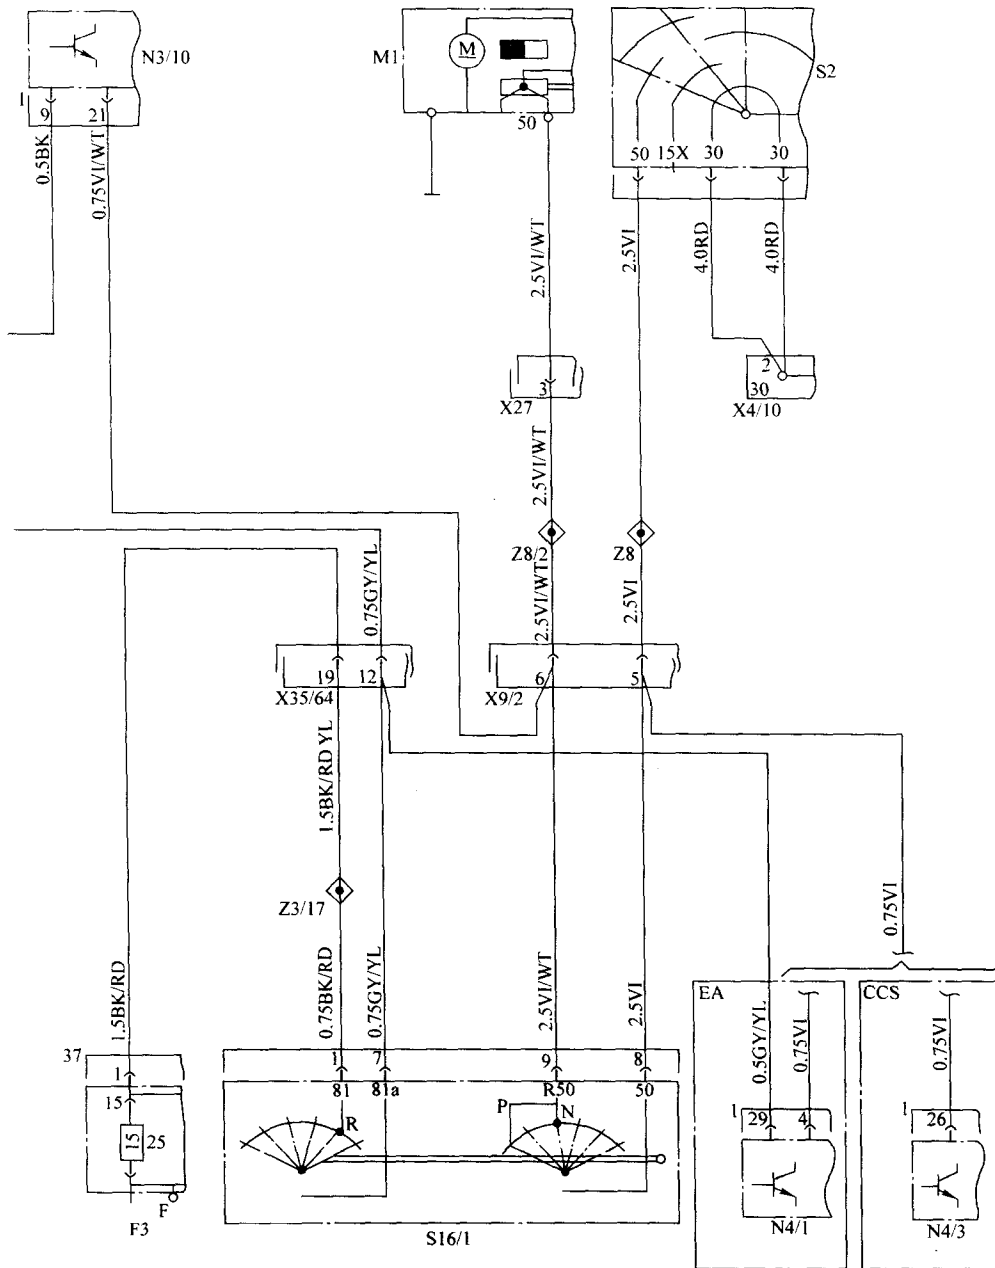 N3/10
1
9
21
0.5BK
0.75VI/WT
M1
M
50
S2
50
15X
30
30
2.5VI/WT
2.5VI
4.0RD
4.0RD
3
X27
2
30
X4/10
2.5VI/WT
Z8/2
Z8
0.75GY/YL
2.5VI/WT
2.5VI
19
12
X35/64
6
5
X9/2
1.5BK/RD YL
Z3/17
0.75VI
1.5BK/RD
0.75BK/RD
0.75GY/YL
2.5VI/WT
2.5VI
EA
CCS
0.5GY/YL
0.75VI
0.75VI
37
1
15
15
25
F
F3
1
7
9
8
81
81a
R50
50
R
P
N
S16/1
1
29
4
N4/1
1
26
N4/3